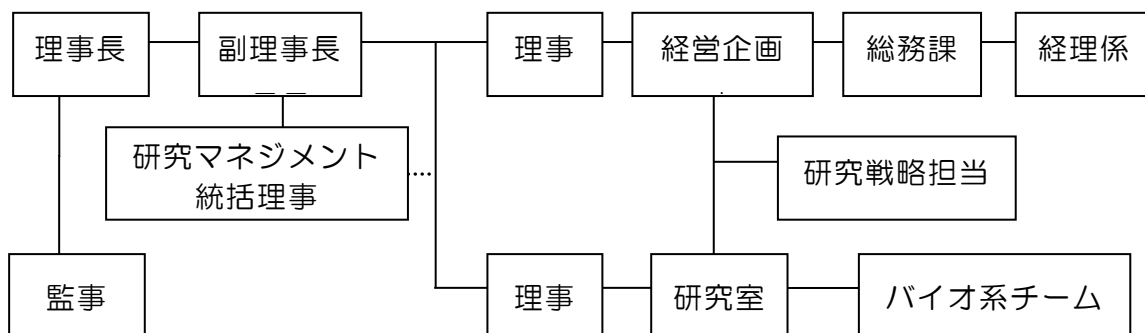 理事長
副理事長
理事
経営企画
総務課
経理係
研究マネジメント
統括理事
研究戦略担当
監事
理事
研究室
バイオ系チーム